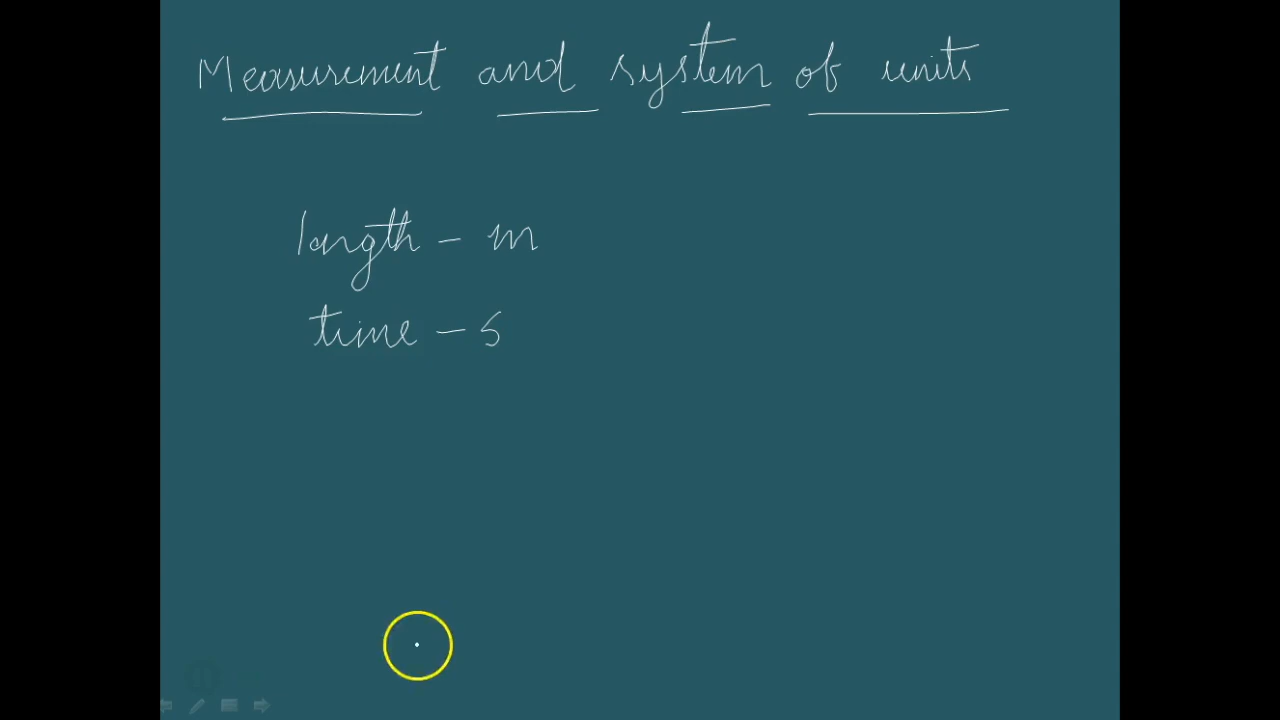 Measurement and system of units
length - m
time - s